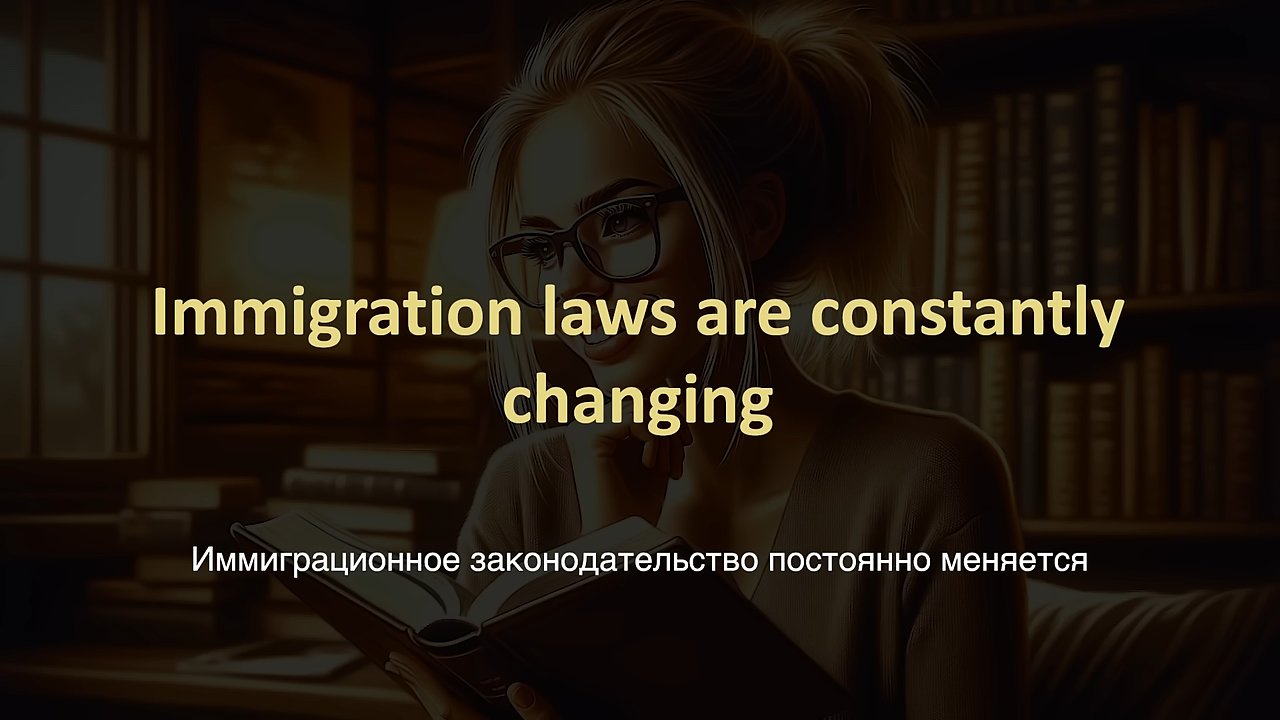 Immigration laws are constantly
changing
Иммиграционное законодательство постоянно меняется